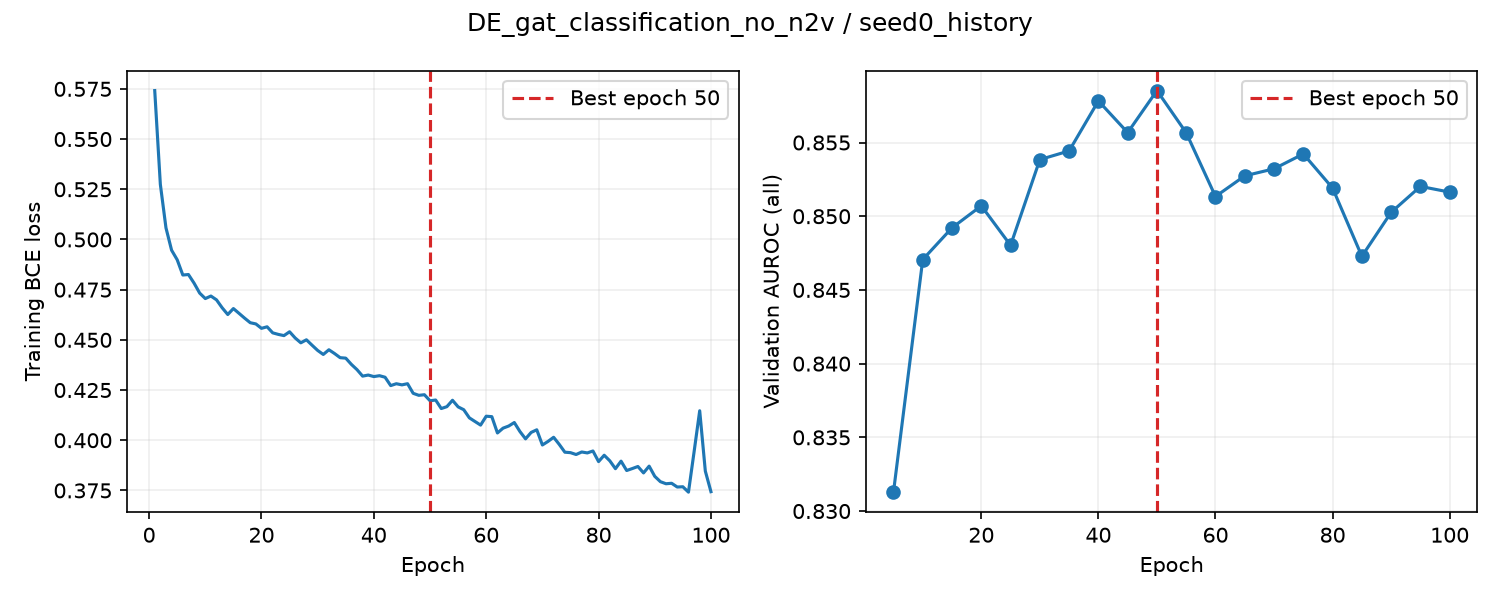 DE_gat_classification_no_n2v / seed0_history
Best epoch 50
0.575
0.550
0.525
0.500
0.475
0.450
0.425
0.400
0.375
Training BCE loss
0 20 40 60 80 100
Epoch
Best epoch 50
0.855
0.850
0.845
0.840
0.835
0.830
Validation AUROC (all)
20 40 60 80 100
Epoch